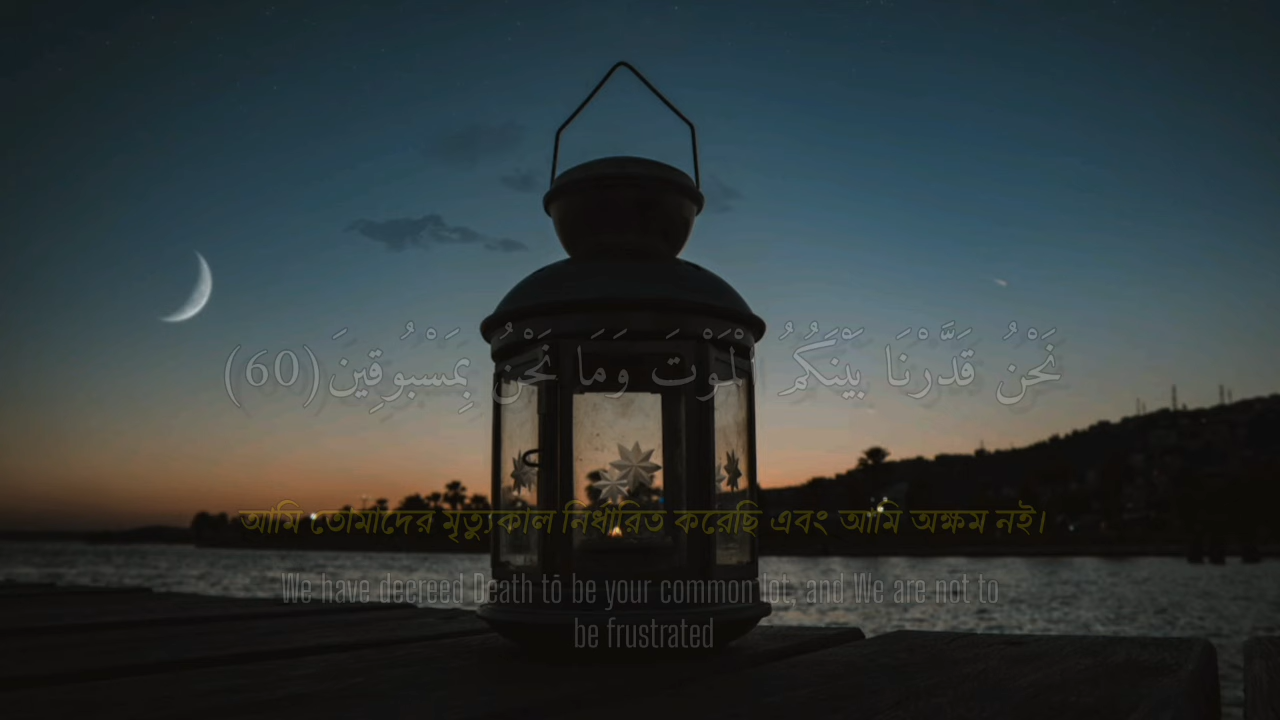 نَحْنُ قَدَّرْنَا بَيْنَكُمُ الْمَوْتَ وَمَا نَحْنُ بِمَسْبُوقِينَ (60)
আমি তোমাদের মৃত্যুকাল নির্ধারিত করেছি এবং আমি অক্ষম নই।
We have decreed Death to be your common lot, and We are not to
be frustrated